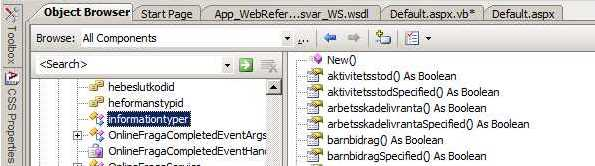 Object Browser Start Page App_WebRefer...svar_WS.wsdl Default.aspx.vb* Default.aspx
Browse: All Components ...
<Search>
Toolbox
CSS Properties
hebeslutkodid
heformanstypid
informationtyper
OnlineFragaCompletedEventArgs
OnlineFragaCompletedEventHand
New()
aktivitetsstod() As Boolean
aktivitetsstodSpecified() As Boolean
arbetsskadelivranta() As Boolean
arbetsskadelivrantaSpecified() As Boolean
barnbidrag() As Boolean
barnbidragSpecified() As Boolean